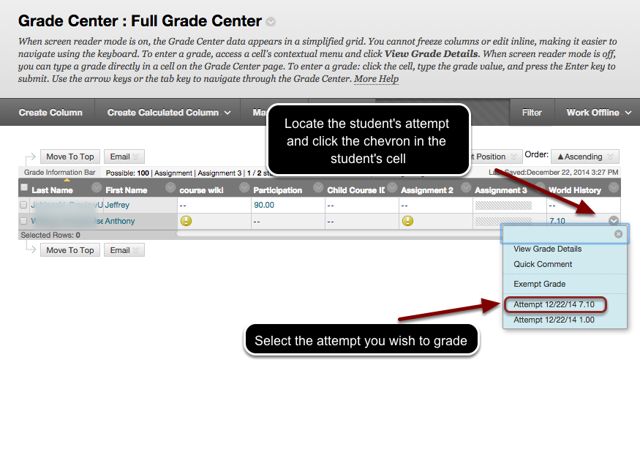 Grade Center : Full Grade Center
When screen reader mode is on, the Grade Center data appears in a simplified grid. You cannot freeze columns or edit inline, making it easier to
navigate using the keyboard. To enter a grade, access a cell's contextual menu and click View Grade Details. When screen reader mode is off,
you can type a grade directly in a cell on the Grade Center page. To enter a grade: click the cell, type the grade value, and press the Enter key to
submit. Use the arrow keys or the tab key to navigate through the Grade Center. More Help
Create Column Create Calculated Column Filter Work Offline
Locate the student's attempt
and click the chevron in the
student's cell
Move To Top Email Position Order: Ascending
Grade Information Bar Possible: 100 | Assignment | Assignment 3 | 1 / 2 Saved:December 22, 2014 3:27 PM
Last Name First Name course wiki Participation Child Course ID Assignment 2 Assignment 3 World History
Jeffrey -- 90.00 -- -- --
Anthony -- -- 7.10
Selected Rows: 0
Move To Top Email
View Grade Details
Quick Comment
Exempt Grade
Attempt 12/22/14 7.10
Attempt 12/22/14 1.00
Select the attempt you wish to grade